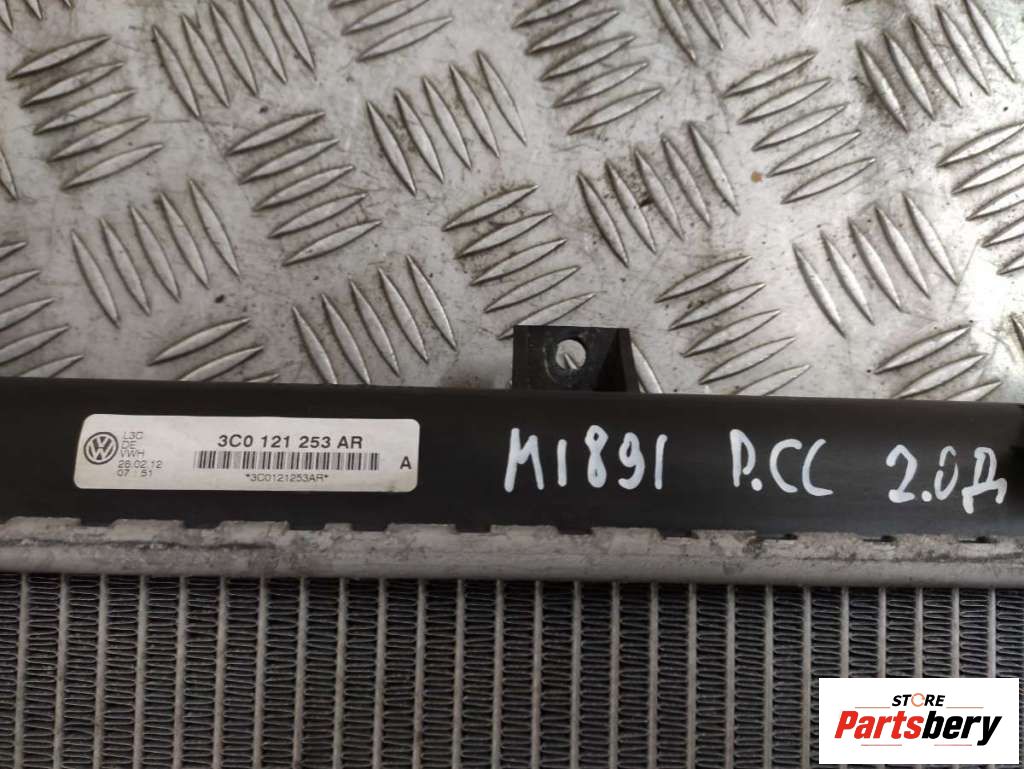 L3C
DE
VWH
28.02.12
07:51
3C0 121 253 AR
A
*3C0121253AR*
M1891 P.CC 2.0Д
STORE
Partsbery